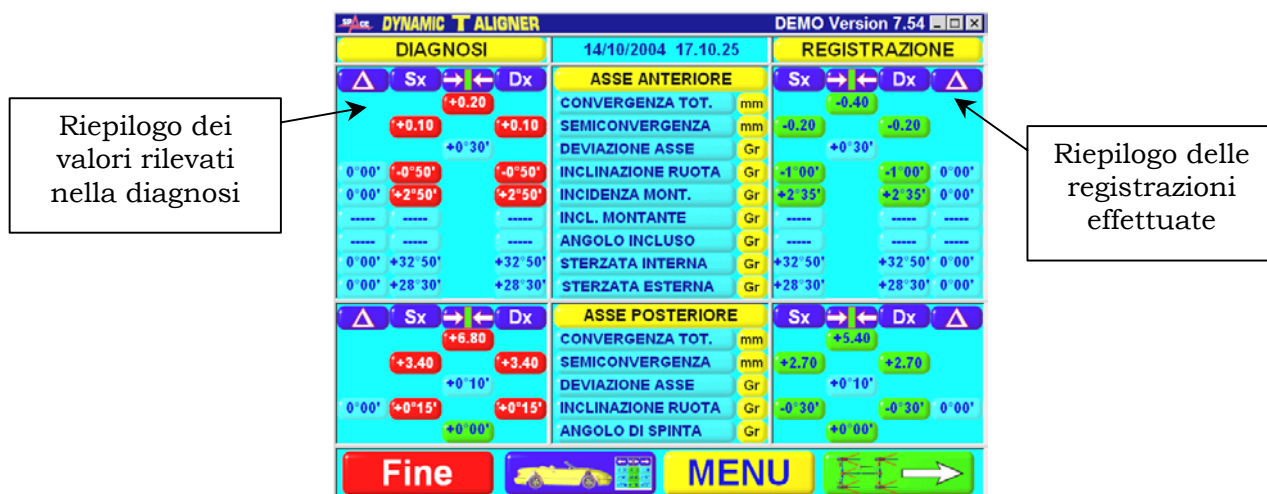 SPACE DYNAMIC T ALIGNER DEMO Version 7.54
DIAGNOSI 14/10/2004 17.10.25 REGISTRAZIONE
Δ Sx →|← Dx ASSE ANTERIORE Sx →|← Dx Δ
+0.20 CONVERGENZA TOT. mm -0.40
+0.10 +0.10 SEMICONVERGENZA mm -0.20 -0.20
+0°30' DEVIAZIONE ASSE Gr +0°30'
0°00' -0°50' -0°50' INCLINAZIONE RUOTA Gr -1°00' -1°00' 0°00'
0°00' +2°50' +2°50' INCIDENZA MONT. Gr +2°35' +2°35' 0°00'
----- ----- ----- INCL. MONTANTE Gr ----- ----- -----
----- ----- ----- ANGOLO INCLUSO Gr ----- ----- -----
0°00' +32°50' +32°50' STERZATA INTERNA Gr +32°50' +32°50' 0°00'
0°00' +28°30' +28°30' STERZATA ESTERNA Gr +28°30' +28°30' 0°00'
Δ Sx →|← Dx ASSE POSTERIORE Sx →|← Dx Δ
+6.80 CONVERGENZA TOT. mm +5.40
+3.40 +3.40 SEMICONVERGENZA mm +2.70 +2.70
+0°10' DEVIAZIONE ASSE Gr +0°10'
0°00' +0°15' +0°15' INCLINAZIONE RUOTA Gr -0°30' -0°30' 0°00'
+0°00' ANGOLO DI SPINTA Gr +0°00'
Fine MENU
Riepilogo dei
valori rilevati
nella diagnosi
Riepilogo delle
registrazioni
effettuate